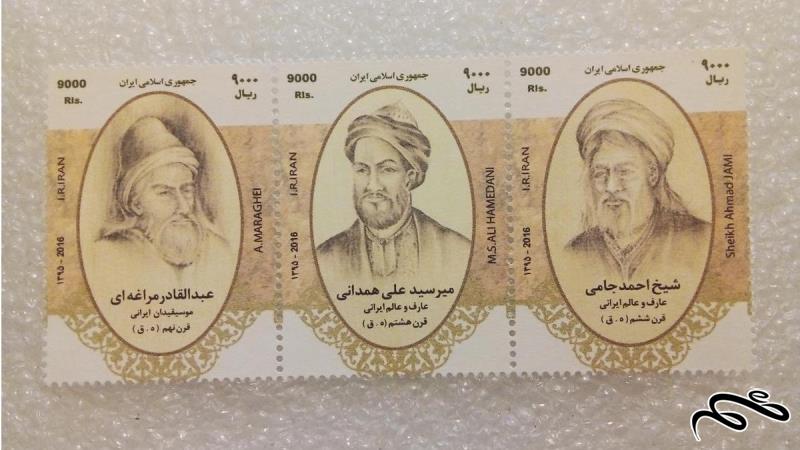 9000
Rls.
جمهوری اسلامی ایران
۹۰۰۰
ریال
I.R.IRAN
۱۳۹۵ - 2016
A.MARAGHEI
عبدالقادر مراغه ای
موسیقیدان ایرانی
قرن نهم (ه . ق)
9000
Rls.
جمهوری اسلامی ایران
۹۰۰۰
ریال
I.R.IRAN
۱۳۹۵ - 2016
M.S.ALI HAMEDANI
میر سید علی همدانی
عارف و عالم ایرانی
قرن هشتم (ه . ق)
9000
Rls.
جمهوری اسلامی ایران
۹۰۰۰
ریال
I.R.IRAN
۱۳۹۵ - 2016
Sheikh Ahmad JAMI
شیخ احمد جامی
عارف و عالم ایرانی
قرن ششم (ه . ق)